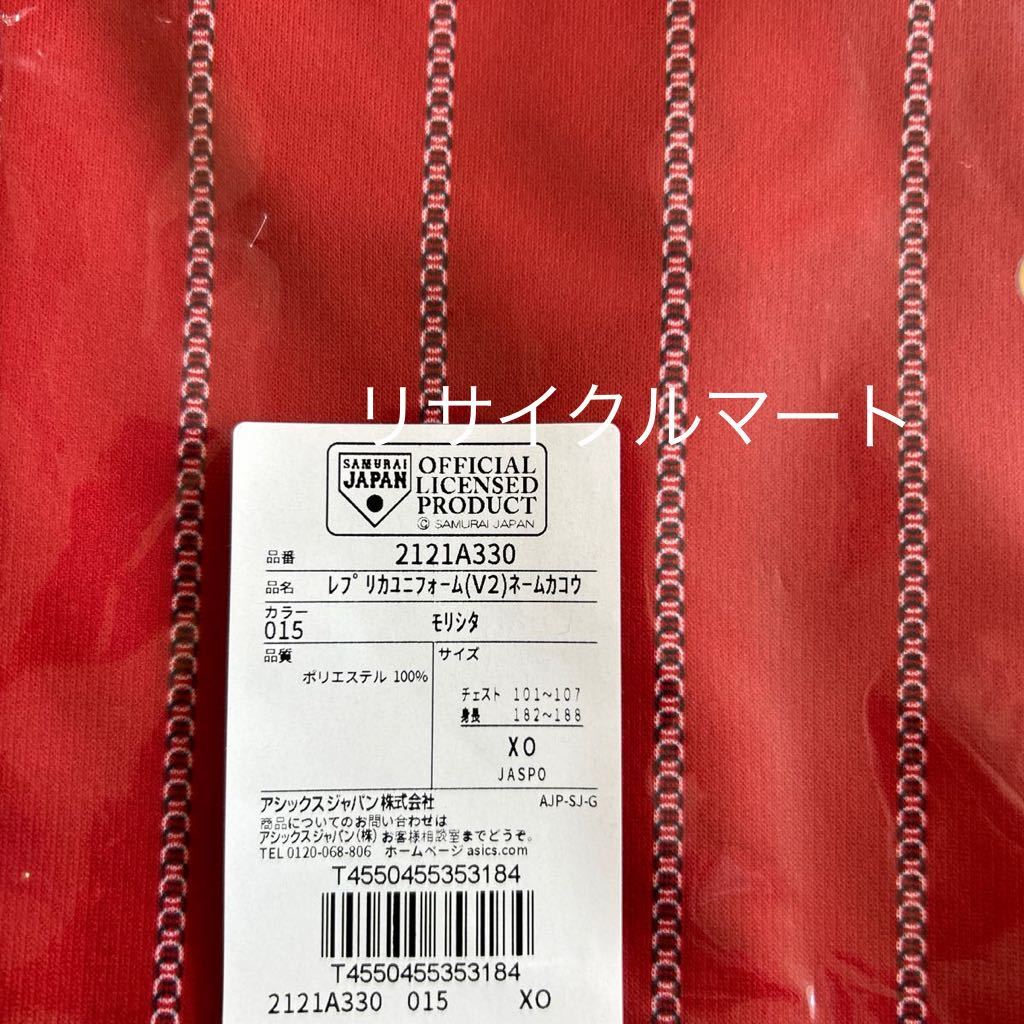 リサイクルマート
SAMURAI
JAPAN
OFFICIAL
LICENSED
PRODUCT
© SAMURAI JAPAN
品番 2121A330
品名 レプリカユニフォーム(V2)ネームカコウ
カラー
015 モリシタ
品質 サイズ
ポリエステル 100%
チェスト 101~107
身長 182~188
XO
JASPO
アシックスジャパン株式会社 AJP-SJ-G
商品についてのお問い合わせは
アシックスジャパン(株)お客様相談室までどうぞ。
TEL 0120-068-806 ホームページ asics.com
T4550455353184
T4550455353184
2121A330 015 XO